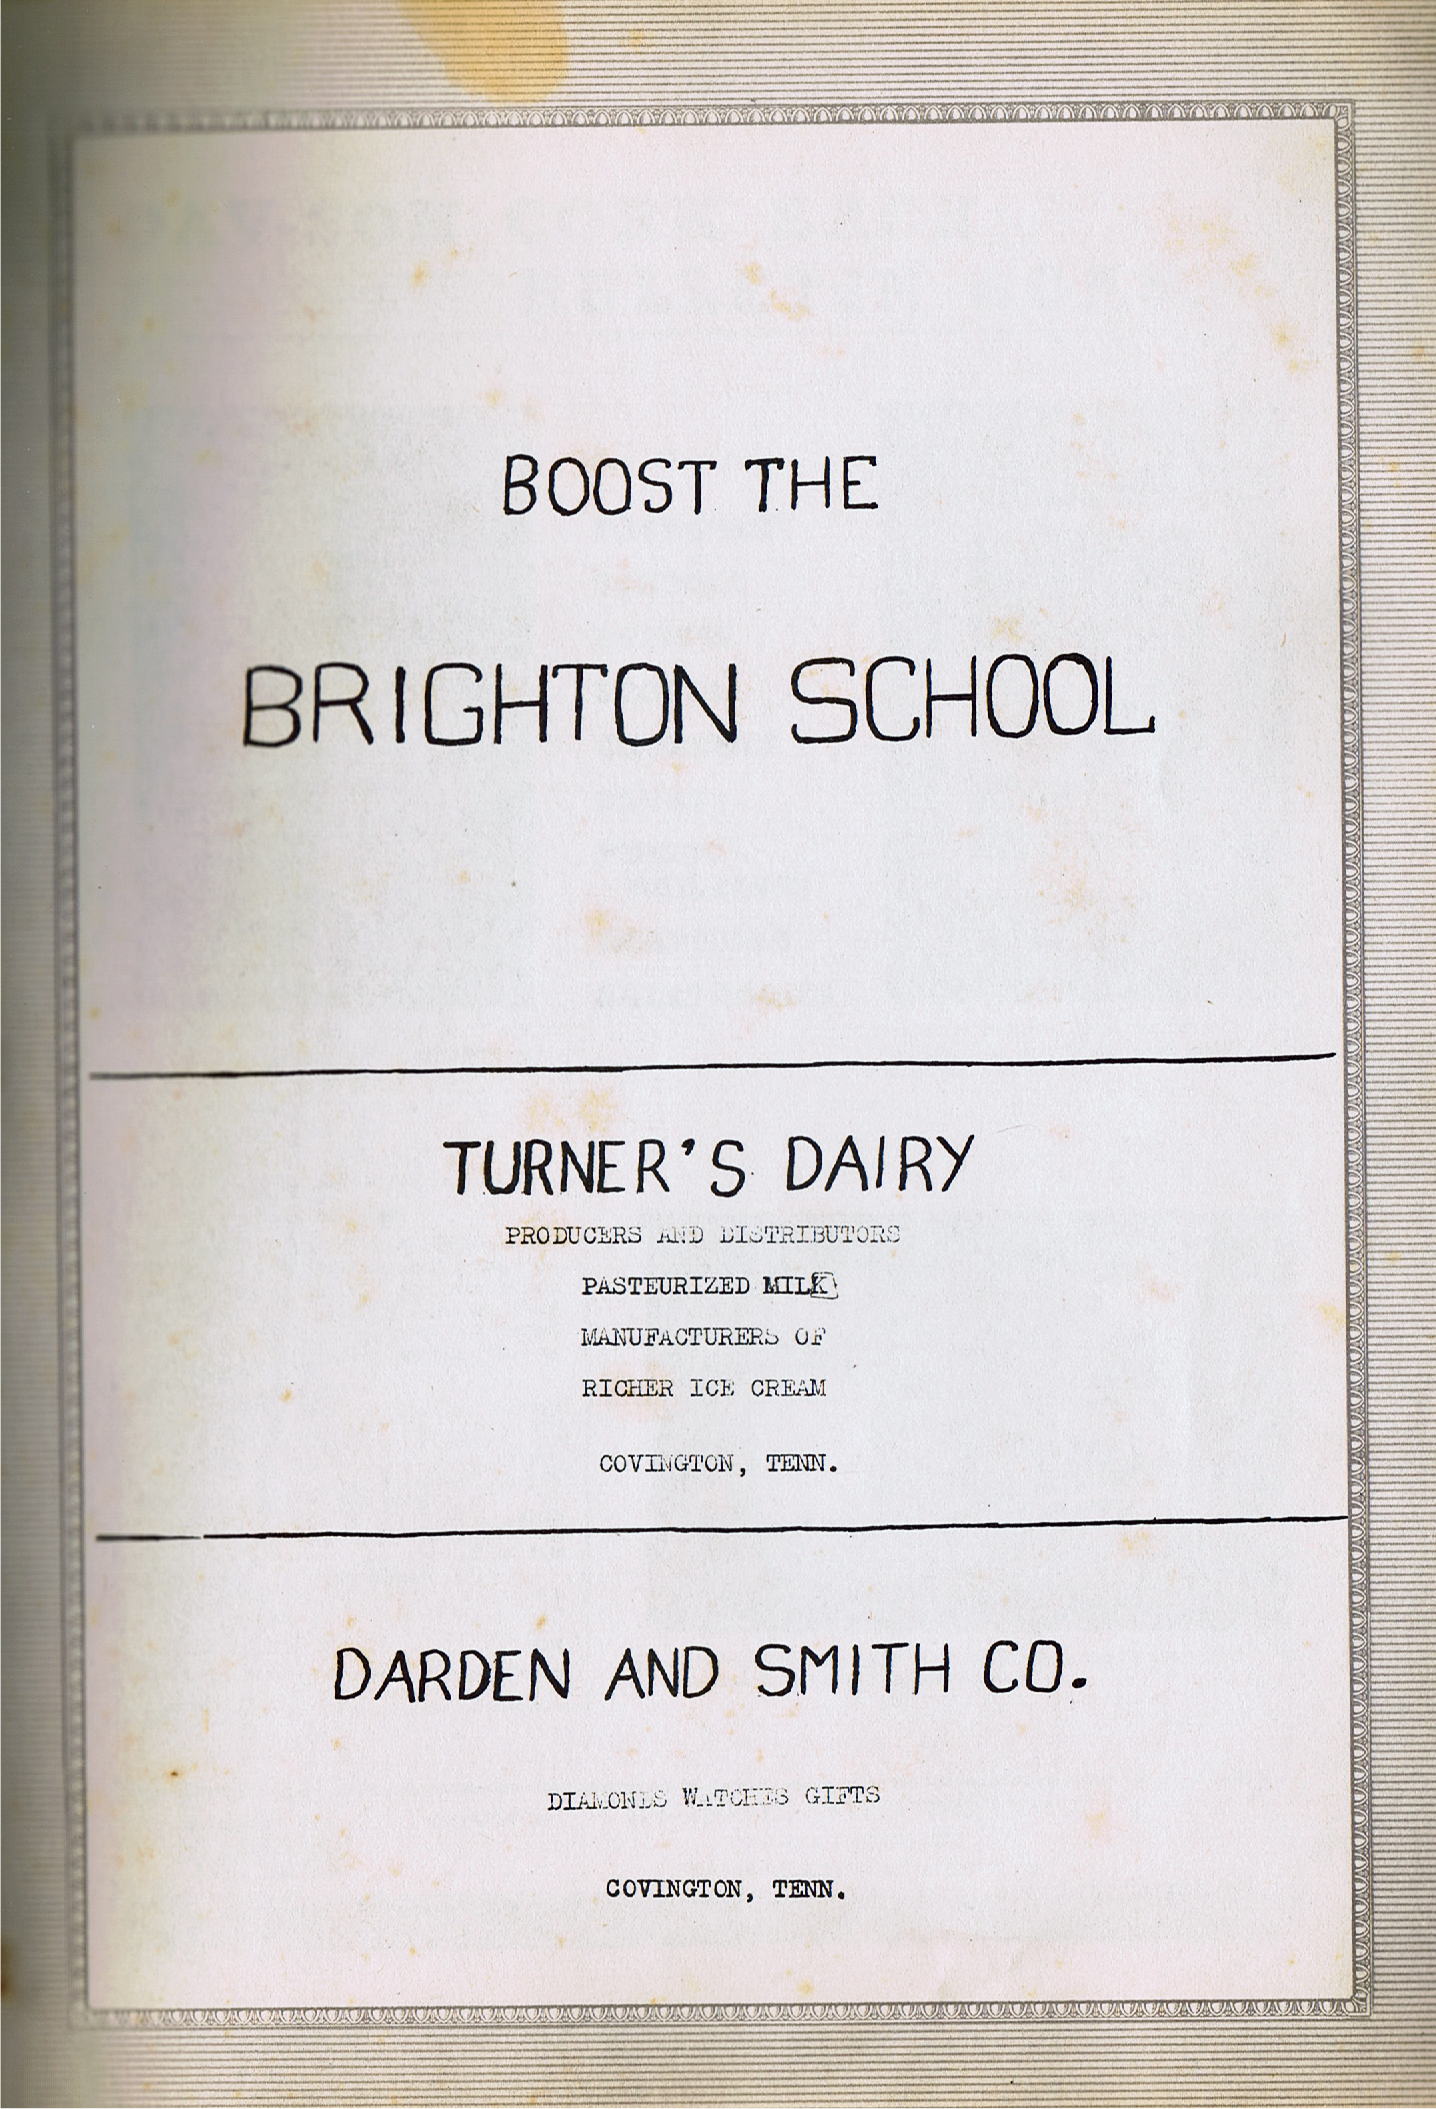 BOOST THE
BRIGHTON SCHOOL
TURNER'S DAIRY
PRODUCERS AND DISTRIBUTORS
PASTEURIZED MILK
MANUFACTURERS OF
RICHER ICE CREAM
COVINGTON, TENN.
DARDEN AND SMITH CO.
DIAMONDS WATCHES GIFTS
COVINGTON, TENN.